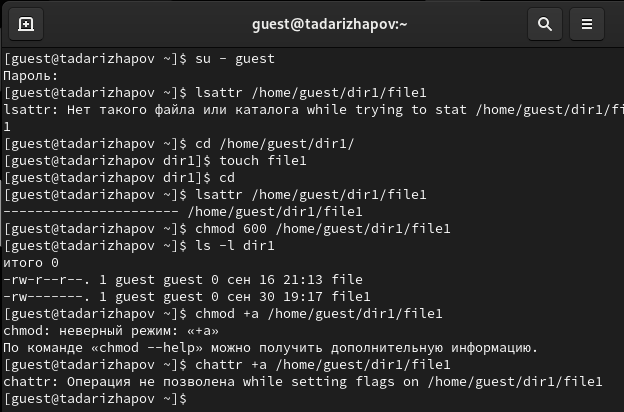 guest@tadarizhapov:~
[guest@tadarizhapov ~]$ su - guest
Пароль:
[guest@tadarizhapov ~]$ lsattr /home/guest/dir1/file1
lsattr: Нет такого файла или каталога while trying to stat /home/guest/dir1/fi
1
[guest@tadarizhapov ~]$ cd /home/guest/dir1/
[guest@tadarizhapov dir1]$ touch file1
[guest@tadarizhapov dir1]$ cd
[guest@tadarizhapov ~]$ lsattr /home/guest/dir1/file1
---------------------- /home/guest/dir1/file1
[guest@tadarizhapov ~]$ chmod 600 /home/guest/dir1/file1
[guest@tadarizhapov ~]$ ls -l dir1
итого 0
-rw-r--r--. 1 guest guest 0 сен 16 21:13 file
-rw-------. 1 guest guest 0 сен 30 19:17 file1
[guest@tadarizhapov ~]$ chmod +a /home/guest/dir1/file1
chmod: неверный режим: «+a»
По команде «chmod --help» можно получить дополнительную информацию.
[guest@tadarizhapov ~]$ chattr +a /home/guest/dir1/file1
chattr: Операция не позволена while setting flags on /home/guest/dir1/file1
[guest@tadarizhapov ~]$